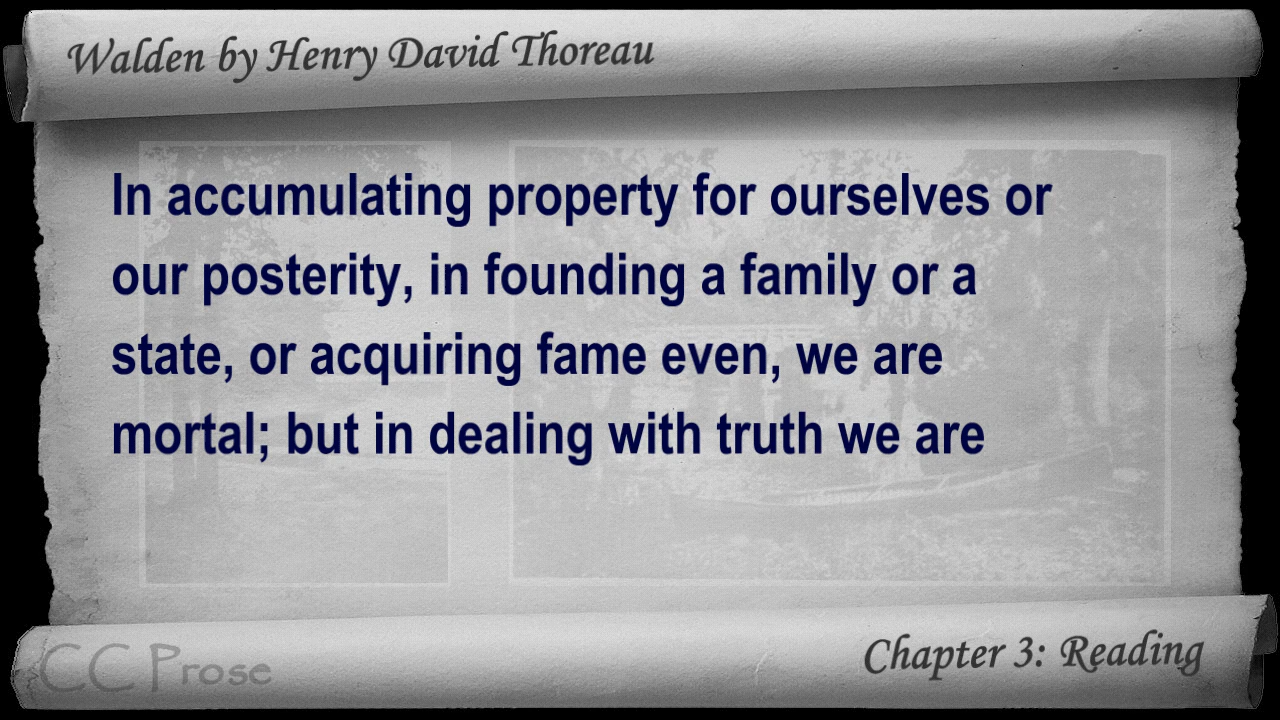 Walden by Henry David Thoreau
In accumulating property for ourselves or
our posterity, in founding a family or a
state, or acquiring fame even, we are
mortal; but in dealing with truth we are
CC Prose
Chapter 3: Reading